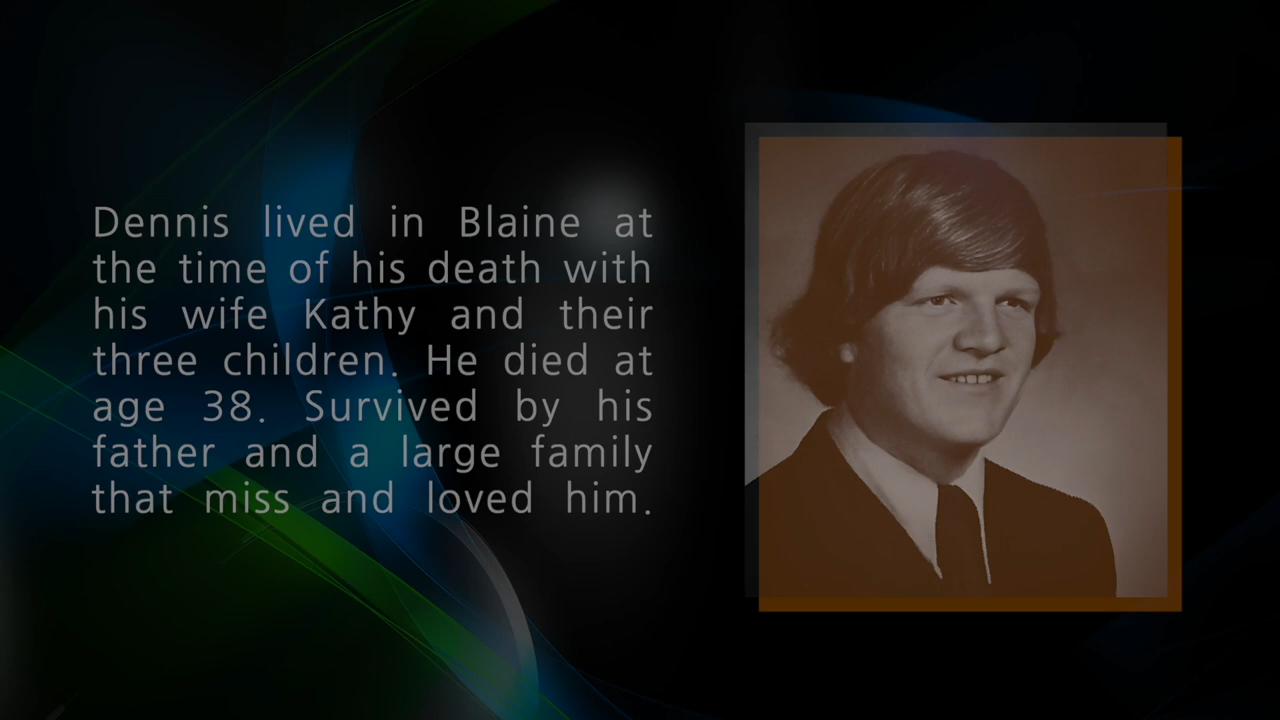 Dennis lived in Blaine at
the time of his death with
his wife Kathy and their
three children. He died at
age 38. Survived by his
father and a large family
that miss and loved him.